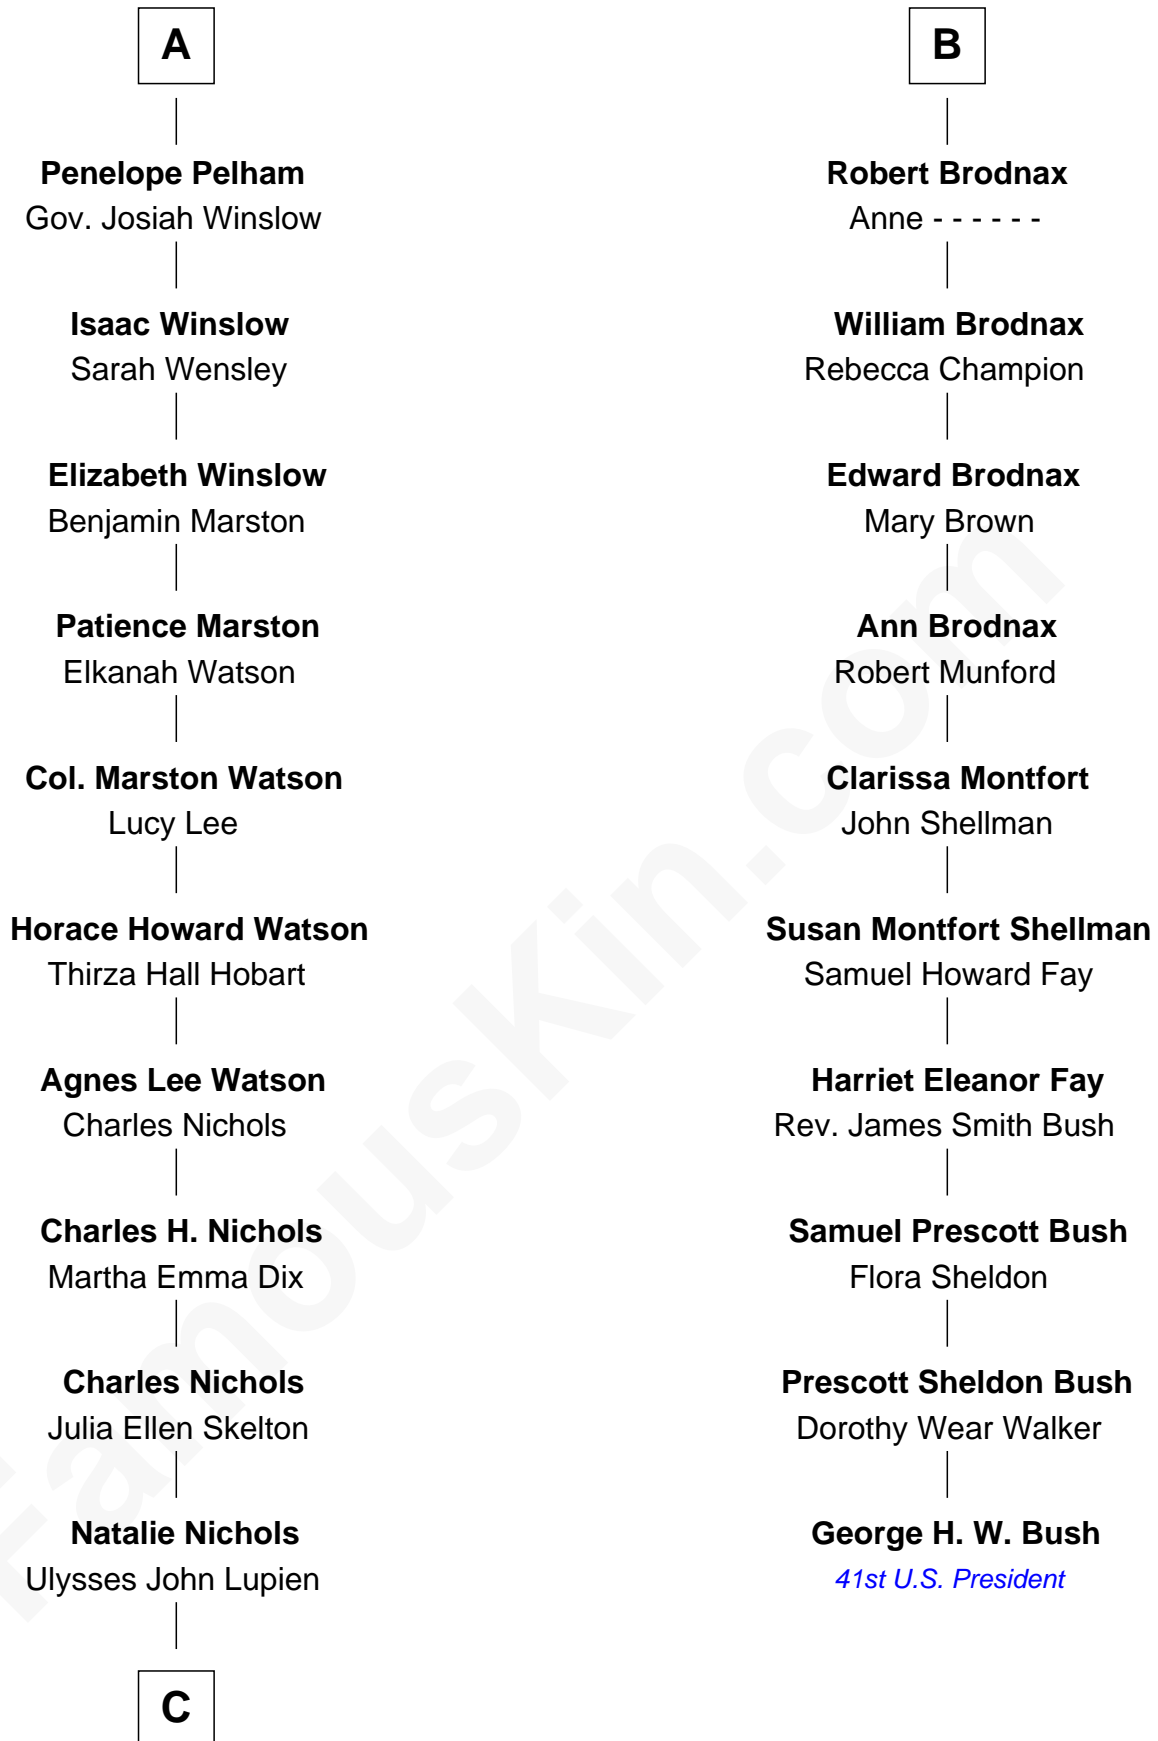 A
Penelope Pelham
Gov. Josiah Winslow
Isaac Winslow
Sarah Wensley
Elizabeth Winslow
Benjamin Marston
Patience Marston
Elkanah Watson
Col. Marston Watson
Lucy Lee
Horace Howard Watson
Thirza Hall Hobart
Agnes Lee Watson
Charles Nichols
Charles H. Nichols
Martha Emma Dix
Charles Nichols
Julia Ellen Skelton
Natalie Nichols
Ulysses John Lupien
C
B
Robert Brodnax
Anne - - - - - -
William Brodnax
Rebecca Champion
Edward Brodnax
Mary Brown
Ann Brodnax
Robert Munford
Clarissa Montfort
John Shellman
Susan Montfort Shellman
Samuel Howard Fay
Harriet Eleanor Fay
Rev. James Smith Bush
Samuel Prescott Bush
Flora Sheldon
Prescott Sheldon Bush
Dorothy Wear Walker
George H. W. Bush
41st U.S. President
FamousKin.com